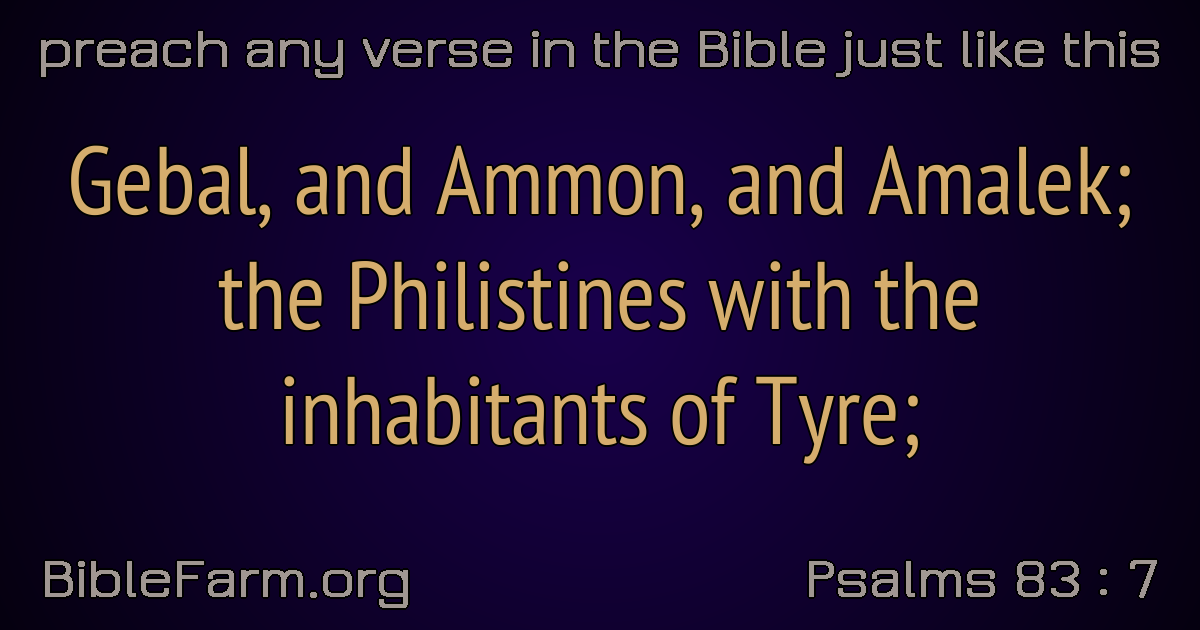 preach any verse in the Bible just like this
Gebal, and Ammon, and Amalek;
the Philistines with the
inhabitants of Tyre;
BibleFarm.org
Psalms 83 : 7